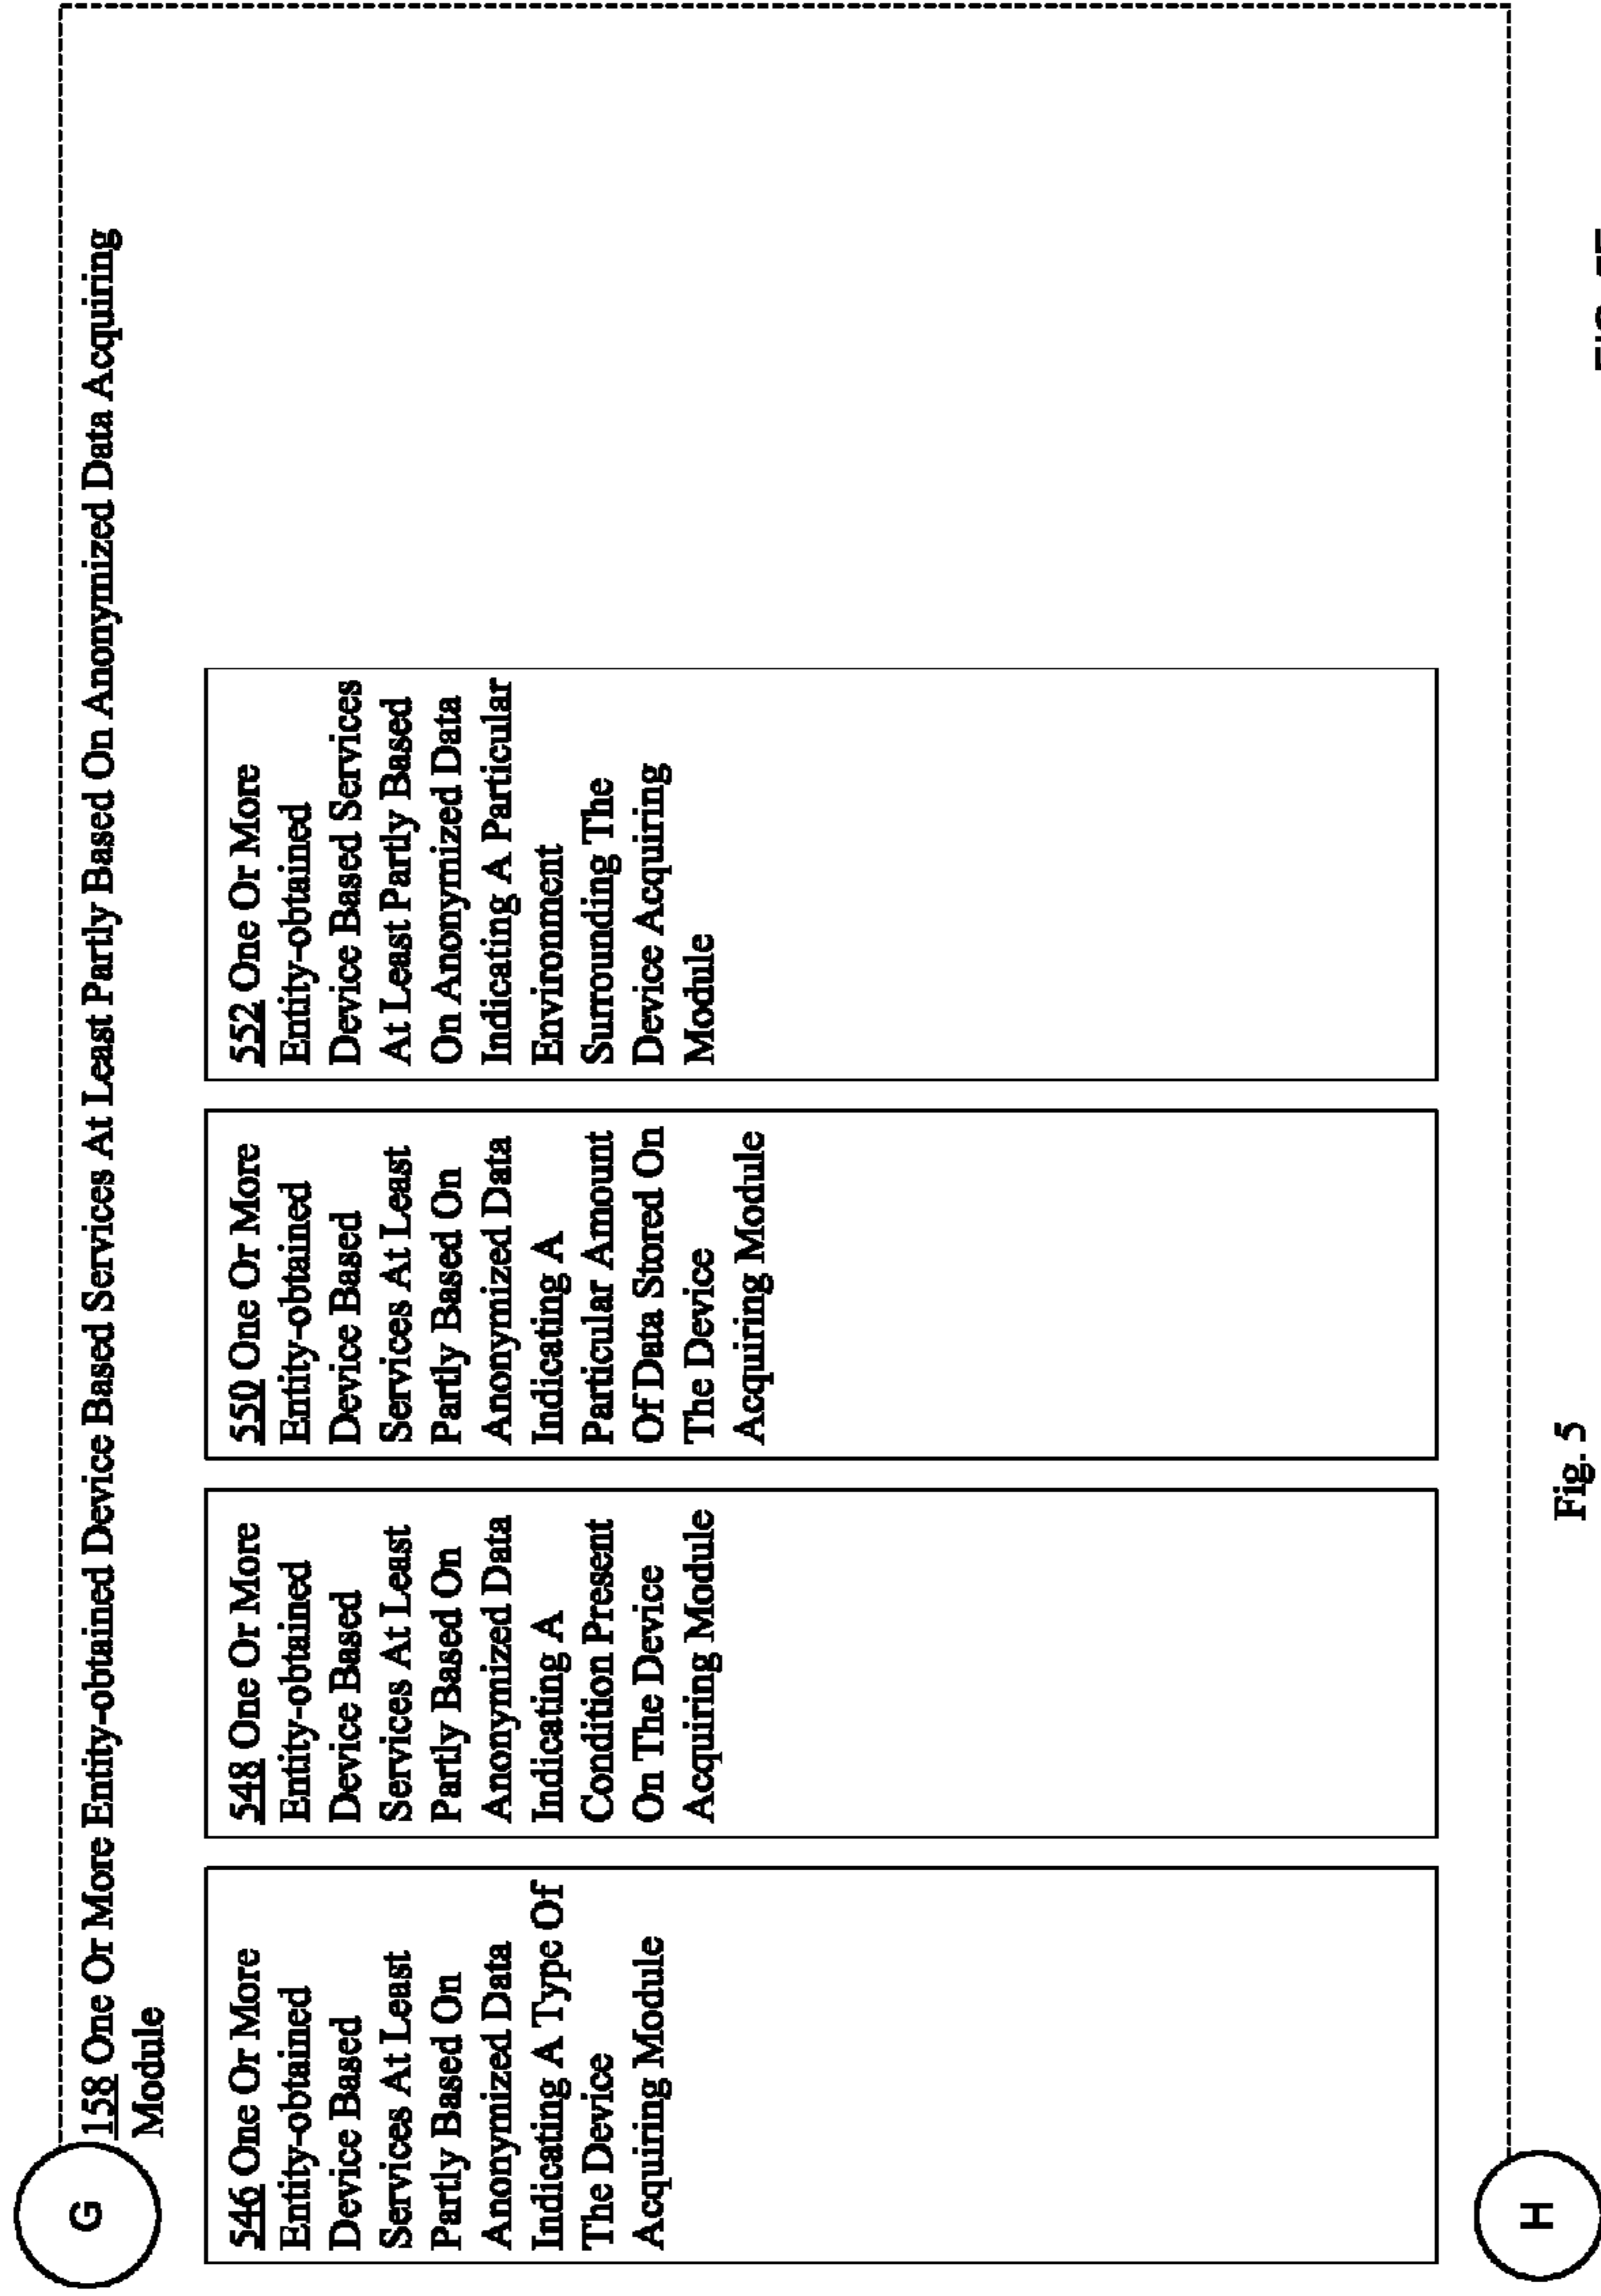 G
158 One Or More Entity-obtained Device Based Services At Least Partly Based On Anonymized Data Acquiring
Module
546 One Or More
Entity-obtained
Device Based
Services At Least
Partly Based On
Anonymized Data
Indicating A Type Of
The Device
Acquiring Module
548 One Or More
Entity-obtained
Device Based
Services At Least
Partly Based On
Anonymized Data
Indicating A
Condition Present
On The Device
Acquiring Module
550 One Or More
Entity-obtained
Device Based
Services At Least
Partly Based On
Anonymized Data
Indicating A
Particular Amount
Of Data Stored On
The Device
Acquiring Module
552 One Or More
Entity-obtained
Device Based Services
At Least Partly Based
On Anonymized Data
Indicating A Particular
Environment
Surrounding The
Device Acquiring
Module
H
Fig. 5